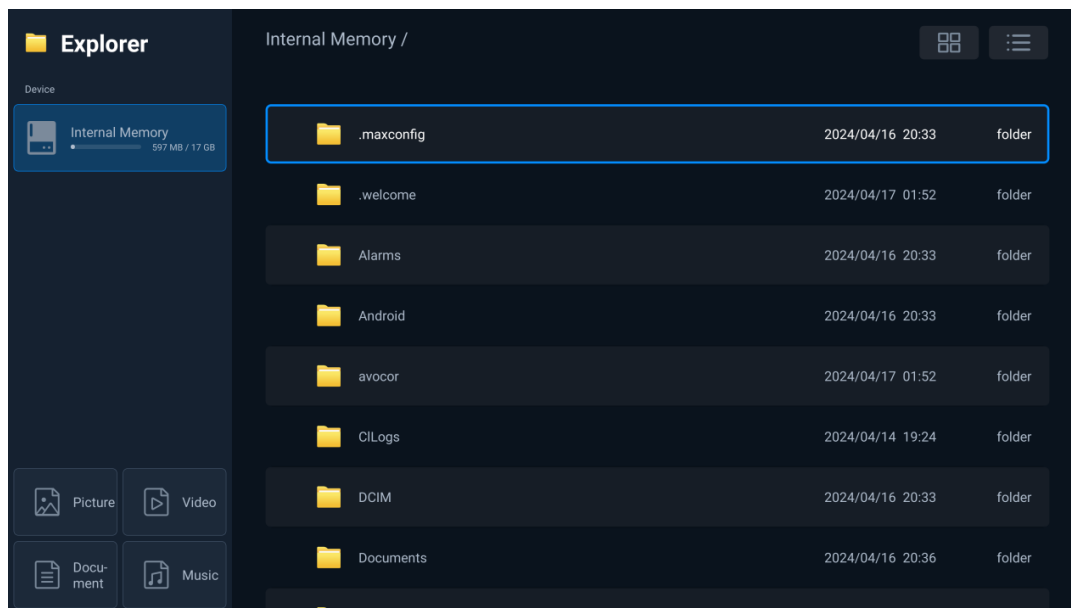 Explorer
Device
Internal Memory
597 MB / 17 GB
Picture
Video
Docu-
ment
Music
Internal Memory /
.maxconfig 2024/04/16 20:33 folder
.welcome 2024/04/17 01:52 folder
Alarms 2024/04/16 20:33 folder
Android 2024/04/16 20:33 folder
avocor 2024/04/17 01:52 folder
ClLogs 2024/04/14 19:24 folder
DCIM 2024/04/16 20:33 folder
Documents 2024/04/16 20:36 folder